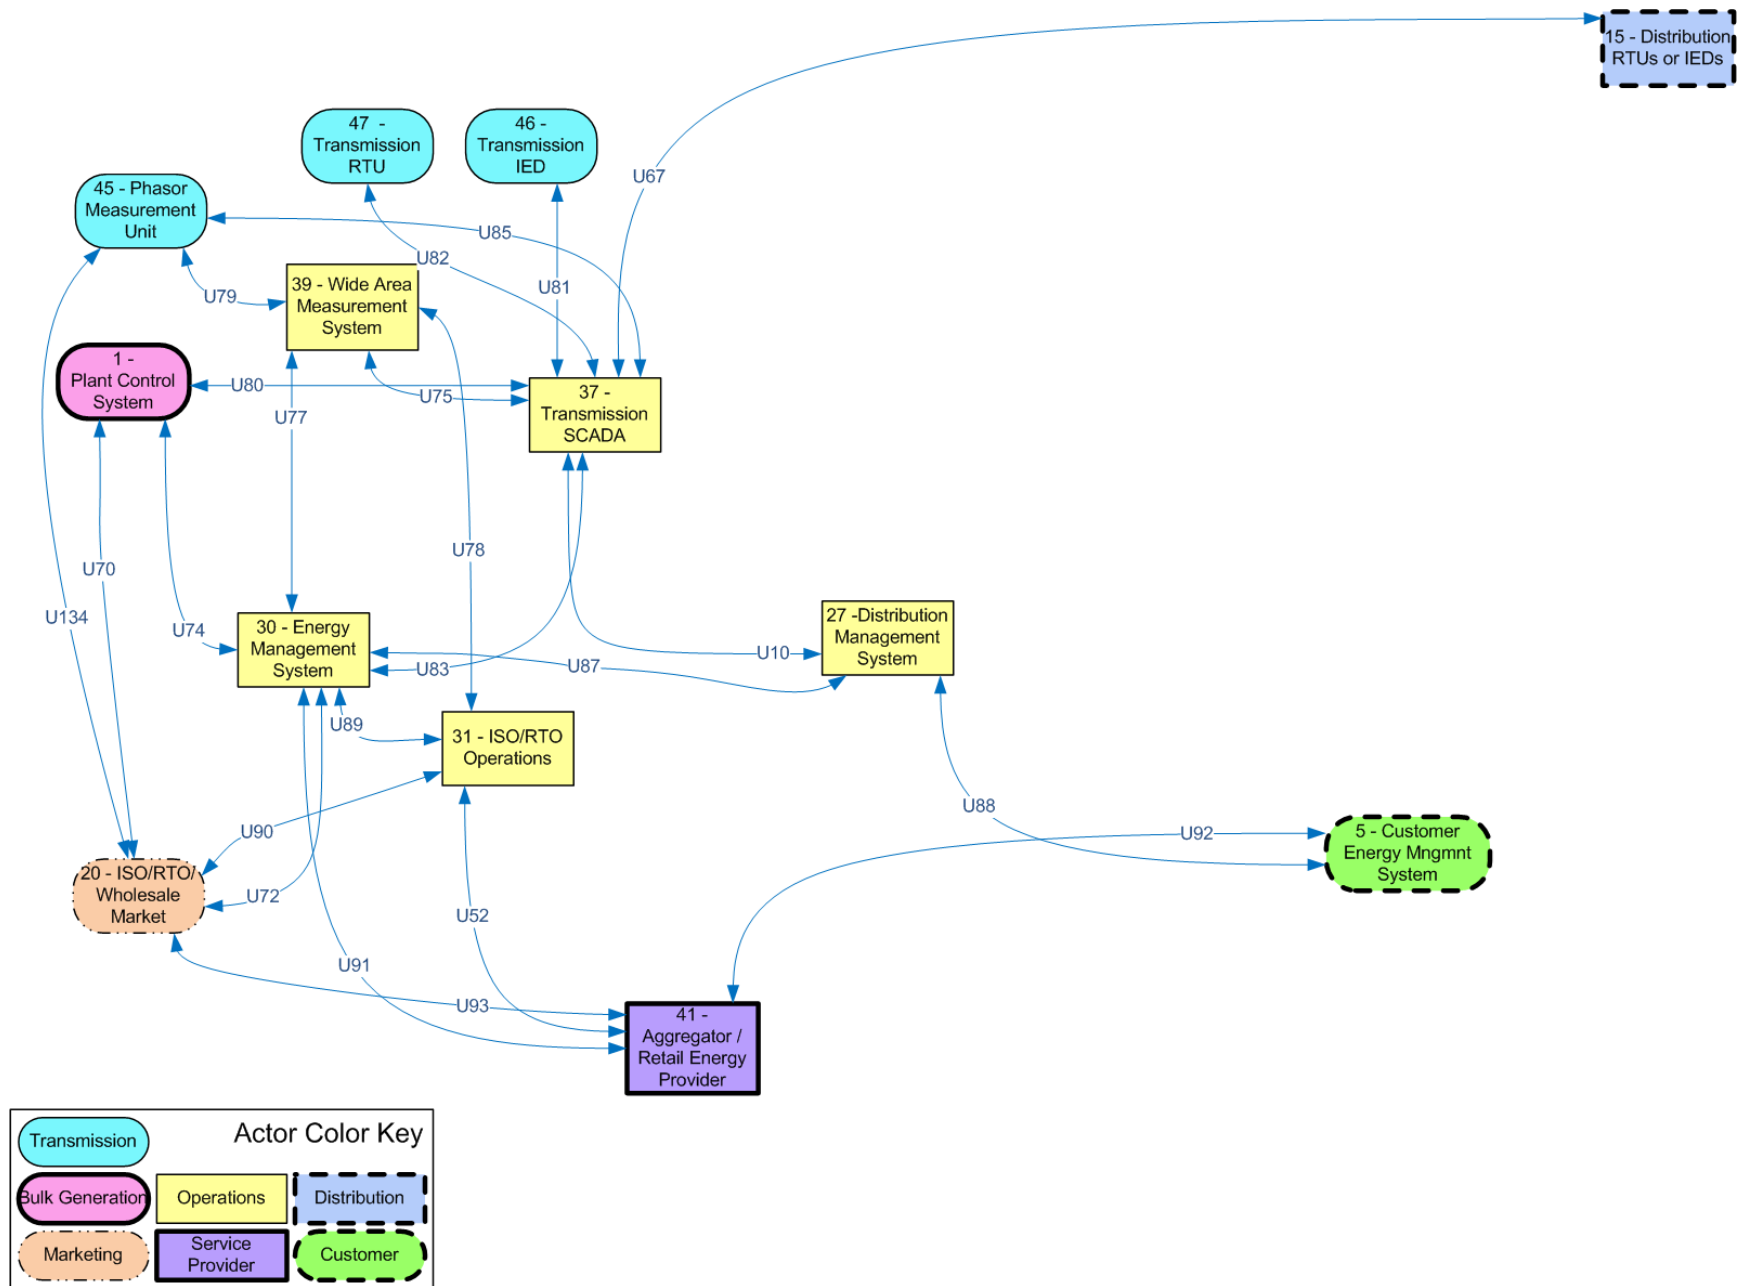 15 - Distribution
RTUs or IEDs
47  -
Transmission
RTU
46 -
Transmission
IED
U67
45 - Phasor
Measurement
Unit
U85
U82
U81
U79
39 - Wide Area
Measurement
System
1 -
Plant Control
System
U80
U75
U77
37 -
Transmission
SCADA
U78
U70
U134
U74
30 - Energy
Management
System
U83
U87
U10
27 -Distribution
Management
System
U89
31 - ISO/RTO
Operations
U90
U88
U92
5 - Customer
Energy Mngmnt
System
20 - ISO/RTO/
Wholesale
Market
U72
U52
U91
U93
41 -
Aggregator /
Retail Energy
Provider
Actor Color Key
Transmission
Bulk Generation
Operations
Distribution
Marketing
Service
Provider
Customer